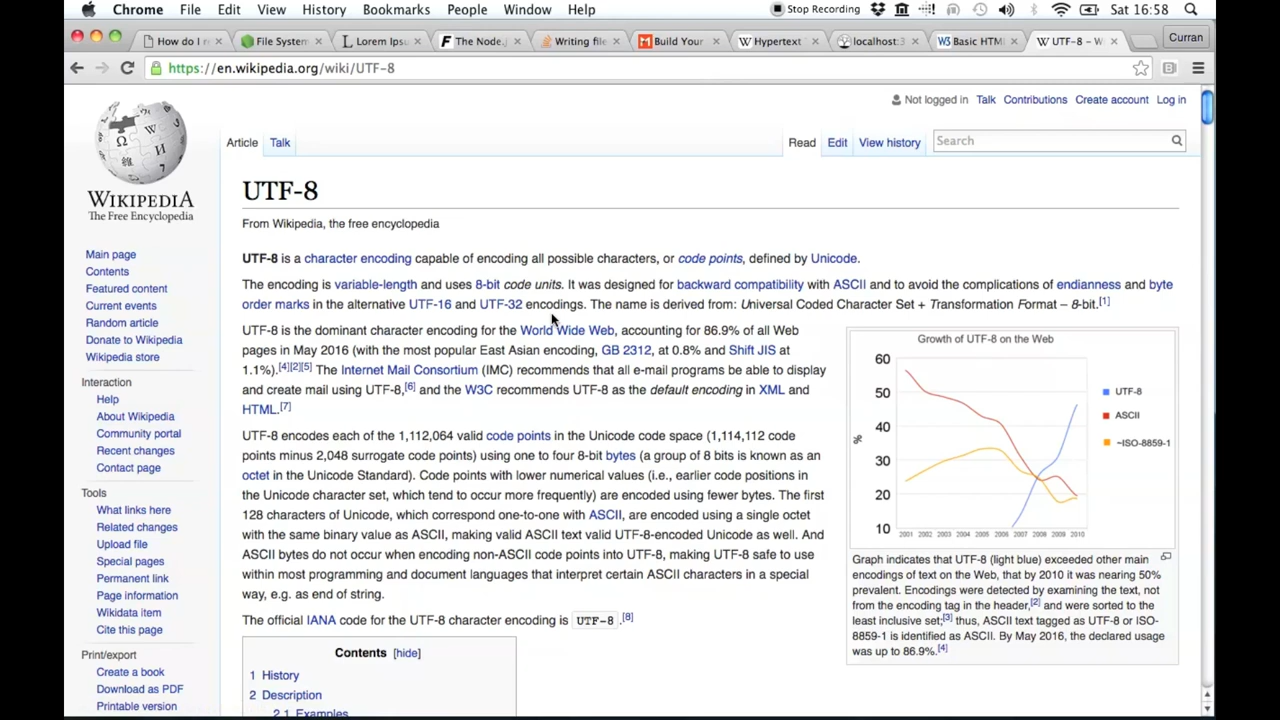 Chrome File Edit View History Bookmarks People Window Help Stop Recording Sat 16:58
How do I r File System Lorem Ipsu The Node.j Writing file Build Your Hypertext localhost:3 Basic HTM UTF-8 – W Curran
https://en.wikipedia.org/wiki/UTF-8
Not logged in Talk Contributions Create account Log in
Article Talk Read Edit View history Search
WIKIPEDIA
The Free Encyclopedia
Main page
Contents
Featured content
Current events
Random article
Donate to Wikipedia
Wikipedia store
Interaction
Help
About Wikipedia
Community portal
Recent changes
Contact page
Tools
What links here
Related changes
Upload file
Special pages
Permanent link
Page information
Wikidata item
Cite this page
Print/export
Create a book
Download as PDF
Printable version
UTF-8
From Wikipedia, the free encyclopedia
UTF-8 is a character encoding capable of encoding all possible characters, or code points, defined by Unicode.
The encoding is variable-length and uses 8-bit code units. It was designed for backward compatibility with ASCII and to avoid the complications of endianness and byte
order marks in the alternative UTF-16 and UTF-32 encodings. The name is derived from: Universal Coded Character Set + Transformation Format – 8-bit.[1]
UTF-8 is the dominant character encoding for the World Wide Web, accounting for 86.9% of all Web
pages in May 2016 (with the most popular East Asian encoding, GB 2312, at 0.8% and Shift JIS at
1.1%).[4][2][5] The Internet Mail Consortium (IMC) recommends that all e-mail programs be able to display
and create mail using UTF-8,[6] and the W3C recommends UTF-8 as the default encoding in XML and
HTML.[7]
UTF-8 encodes each of the 1,112,064 valid code points in the Unicode code space (1,114,112 code
points minus 2,048 surrogate code points) using one to four 8-bit bytes (a group of 8 bits is known as an
octet in the Unicode Standard). Code points with lower numerical values (i.e., earlier code positions in
the Unicode character set, which tend to occur more frequently) are encoded using fewer bytes. The first
128 characters of Unicode, which correspond one-to-one with ASCII, are encoded using a single octet
with the same binary value as ASCII, making valid ASCII text valid UTF-8-encoded Unicode as well. And
ASCII bytes do not occur when encoding non-ASCII code points into UTF-8, making UTF-8 safe to use
within most programming and document languages that interpret certain ASCII characters in a special
way, e.g. as end of string.
The official IANA code for the UTF-8 character encoding is UTF-8 .[8]
Contents [hide]
1 History
2 Description
2.1 Examples
Growth of UTF-8 on the Web
60
50
40
30
20
10
%
2001 2002 2003 2004 2005 2006 2007 2008 2009 2010
UTF-8
ASCII
~ISO-8859-1
Graph indicates that UTF-8 (light blue) exceeded other main
encodings of text on the Web, that by 2010 it was nearing 50%
prevalent. Encodings were detected by examining the text, not
from the encoding tag in the header,[2] and were sorted to the
least inclusive set;[3] thus, ASCII text tagged as UTF-8 or ISO-
8859-1 is identified as ASCII. By May 2016, the declared usage
was up to 86.9%.[4]